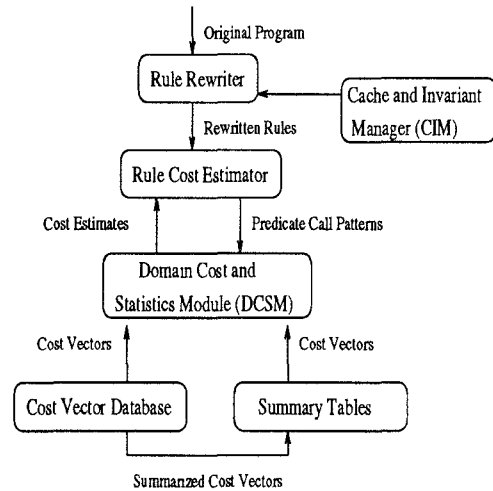 Original Program
Rule Rewriter
Cache and Invariant
Manager (CIM)
Rewritten Rules
Rule Cost Estimator
Cost Estimates
Predicate Call Patterns
Domain Cost and
Statistics Module (DCSM)
Cost Vectors
Cost Vectors
Cost Vector Database
Summary Tables
Summarized Cost Vectors